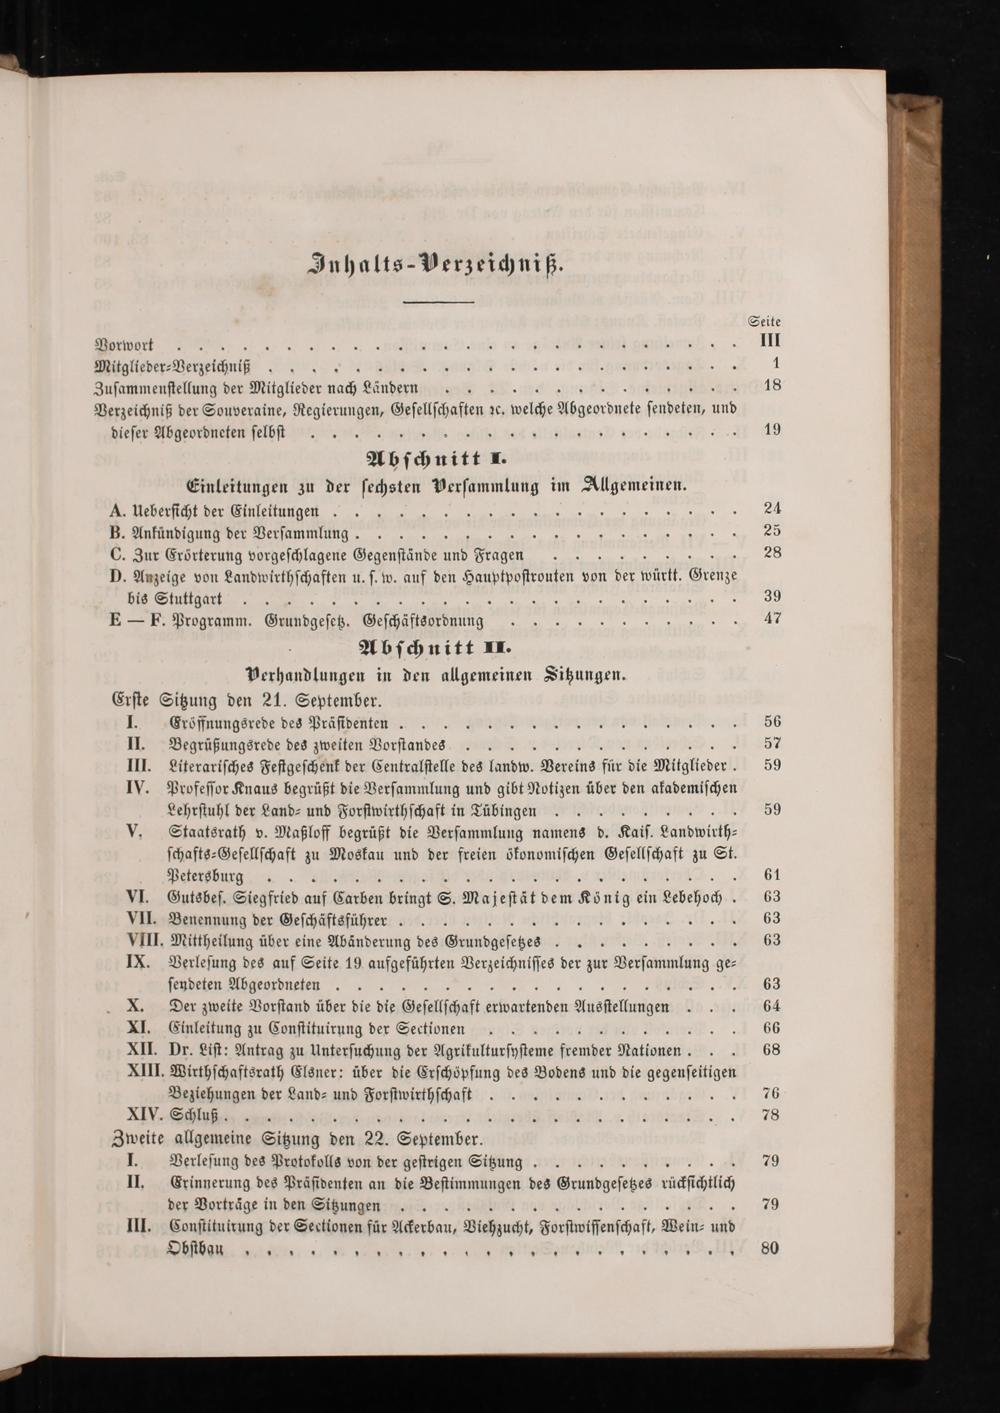 Inhalts-Verzeichniß.
Seite
Vorwort . . . . . . . . . . . . . . . . . . . . . . III
Mitglieder-Verzeichniß . . . . . . . . . . . . . . . . . . 1
Zusammenstellung der Mitglieder nach Ländern . . . . . . . . . . . . 18
Verzeichniß der Souveraine, Regierungen, Gesellschaften ꝛc. welche Abgeordnete sendeten, und
dieser Abgeordneten selbst . . . . . . . . . . . . . . . . . 19
Abschnitt I.
Einleitungen zu der sechsten Versammlung im Allgemeinen.
A. Uebersicht der Einleitungen . . . . . . . . . . . . . . . . 24
B. Ankündigung der Versammlung . . . . . . . . . . . . . . . . 25
C. Zur Erörterung vorgeschlagene Gegenstände und Fragen . . . . . . . . 28
D. Anzeige von Landwirthschaften u. s. w. auf den Hauptpostrouten von der württ. Grenze
bis Stuttgart . . . . . . . . . . . . . . . . . . . . 39
E — F. Programm. Grundgesetz. Geschäftsordnung . . . . . . . . . . 47
Abschnitt II.
Verhandlungen in den allgemeinen Sitzungen.
Erste Sitzung den 21. September.
I. Eröffnungsrede des Präsidenten . . . . . . . . . . . . . . 56
II. Begrüßungsrede des zweiten Vorstandes . . . . . . . . . . . 57
III. Literarisches Festgeschenk der Centralstelle des landw. Vereins für die Mitglieder . 59
IV. Professor Knaus begrüßt die Versammlung und gibt Notizen über den akademischen
Lehrstuhl der Land- und Forstwirthschaft in Tübingen . . . . . . . . 59
V. Staatsrath v. Maßloff begrüßt die Versammlung namens d. Kais. Landwirth-
schafts-Gesellschaft zu Moskau und der freien ökonomischen Gesellschaft zu St.
Petersburg . . . . . . . . . . . . . . . . . . . 61
VI. Gutsbes. Siegfried auf Carben bringt S. Majestät dem König ein Lebehoch . 63
VII. Benennung der Geschäftsführer . . . . . . . . . . . . . . 63
VIII. Mittheilung über eine Abänderung des Grundgesetzes . . . . . . . . 63
IX. Verlesung des auf Seite 19 aufgeführten Verzeichnisses der zur Versammlung ge-
sendeten Abgeordneten . . . . . . . . . . . . . . . . 63
X. Der zweite Vorstand über die die Gesellschaft erwartenden Ausstellungen . . . 64
XI. Einleitung zu Constituirung der Sectionen . . . . . . . . . . 66
XII. Dr. List: Antrag zu Untersuchung der Agrikultursysteme fremder Nationen . . . 68
XIII. Wirthschaftsrath Elsner: über die Erschöpfung des Bodens und die gegenseitigen
Beziehungen der Land- und Forstwirthschaft . . . . . . . . . . 76
XIV. Schluß . . . . . . . . . . . . . . . . . . . . . 78
Zweite allgemeine Sitzung den 22. September.
I. Verlesung des Protokolls von der gestrigen Sitzung . . . . . . . . . 79
II. Erinnerung des Präsidenten an die Bestimmungen des Grundgesetzes rücksichtlich
der Vorträge in den Sitzungen . . . . . . . . . . . . . . 79
III. Constituirung der Sectionen für Ackerbau, Viehzucht, Forstwissenschaft, Wein- und
Obstbau . . . . . . . . . . . . . . . . . . . . . 80